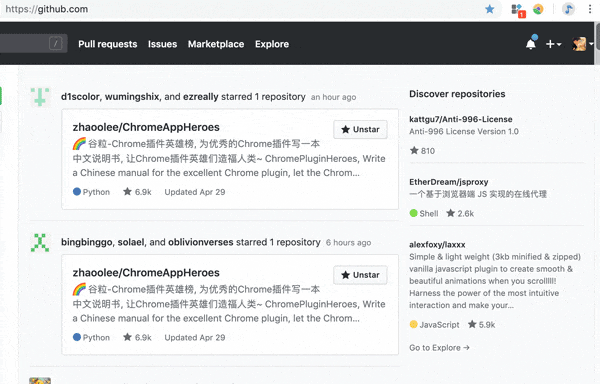 https://github.com
1
/
Pull requests Issues Marketplace Explore
d1scolor, wumingshix, and ezreally starred 1 repository an hour ago
zhaoolee/ChromeAppHeroes
Unstar
谷粒-Chrome插件英雄榜, 为优秀的Chrome插件写一本
中文说明书, 让Chrome插件英雄们造福人类~ ChromePluginHeroes, Write
a Chinese manual for the excellent Chrome plugin, let the Chrom...
Python 6.9k Updated Apr 29
bingbinggo, solael, and oblivionverses starred 1 repository 6 hours ago
zhaoolee/ChromeAppHeroes
Unstar
谷粒-Chrome插件英雄榜, 为优秀的Chrome插件写一本
中文说明书, 让Chrome插件英雄们造福人类~ ChromePluginHeroes, Write
a Chinese manual for the excellent Chrome plugin, let the Chrom...
Python 6.9k Updated Apr 29
Discover repositories
kattgu7/Anti-996-License
Anti-996 License Version 1.0
810
EtherDream/jsproxy
一个基于浏览器端 JS 实现的在线代理
Shell 2.6k
alexfoxy/laxxx
Simple & light weight (3kb minified & zipped)
vanilla javascript plugin to create smooth &
beautiful animations when you scrolllll!
Harness the power of the most intuitive
interaction and make your...
JavaScript 5.9k
Go to Explore →